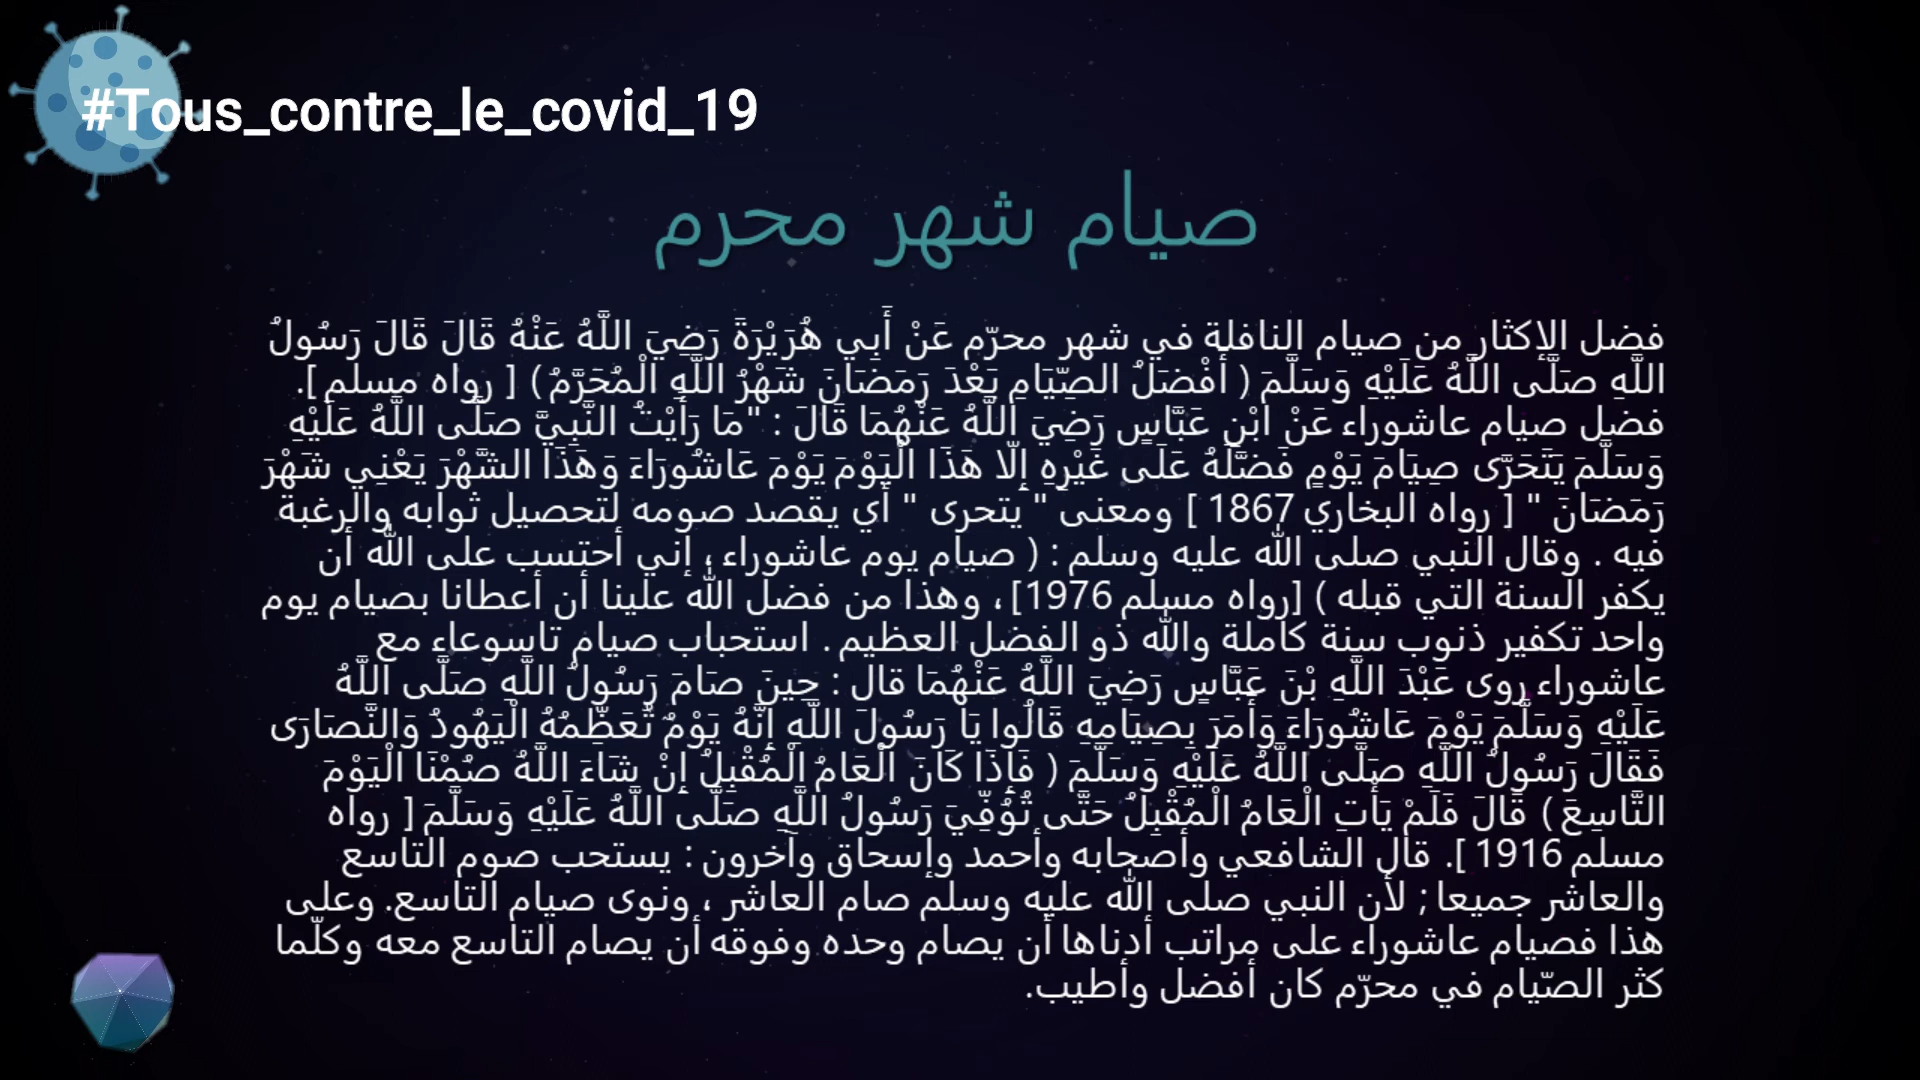 #Tous_contre_le_covid_19
صيام شهر محرم
فضل الإكثار من صيام النافلة في شهر محرّم عَنْ أَبِي هُرَيْرَةَ رَضِيَ اللَّهُ عَنْهُ قَالَ قَالَ رَسُولُ
اللَّهِ صَلَّى اللَّهُ عَلَيْهِ وَسَلَّمَ ( أَفْضَلُ الصِّيَامِ بَعْدَ رَمَضَانَ شَهْرُ اللَّهِ الْمُحَرَّمُ) [ رواه مسلم].
فضل صيام عاشوراء عَنْ ابْنِ عَبَّاسٍ رَضِيَ اللَّهُ عَنْهُمَا قَالَ : "مَا رَأَيْتُ النَّبِيَّ صَلَّى اللَّهُ عَلَيْهِ
وَسَلَّمَ يَتَحَرَّى صِيَامَ يَوْمٍ فَضَّلَهُ عَلَى غَيْرِهِ إِلّا هَذَا الْيَوْمَ يَوْمَ عَاشُورَاءَ وَهَذَا الشَّهْرَ يَعْنِي شَهْرَ
رَمَضَانَ " [ رواه البخاري 1867 ] ومعنى " يتحرى " أي يقصد صومه لتحصيل ثوابه والرغبة
فيه . وقال النبي صلى الله عليه وسلم : ( صيام يوم عاشوراء ، إني أحتسب على الله أن
يكفر السنة التي قبله ) [رواه مسلم 1976]، وهذا من فضل الله علينا أن أعطانا بصيام يوم
واحد تكفير ذنوب سنة كاملة والله ذو الفضل العظيم . استحباب صيام تاسوعاء مع
عاشوراء روى عَبْدَ اللَّهِ بْنَ عَبَّاسٍ رَضِيَ اللَّهُ عَنْهُمَا قال : حِينَ صَامَ رَسُولُ اللَّهِ صَلَّى اللَّهُ
عَلَيْهِ وَسَلَّمَ يَوْمَ عَاشُورَاءَ وَأَمَرَ بِصِيَامِهِ قَالُوا يَا رَسُولَ اللَّهِ إِنَّهُ يَوْمٌ تُعَظِّمُهُ الْيَهُودُ وَالنَّصَارَى
فَقَالَ رَسُولُ اللَّهِ صَلَّى اللَّهُ عَلَيْهِ وَسَلَّمَ ( فَإِذَا كَانَ الْعَامُ الْمُقْبِلُ إِنْ شَاءَ اللَّهُ صُمْنَا الْيَوْمَ
التَّاسِعَ ) قَالَ فَلَمْ يَأْتِ الْعَامُ الْمُقْبِلُ حَتَّى تُوُفِّيَ رَسُولُ اللَّهِ صَلَّى اللَّهُ عَلَيْهِ وَسَلَّمَ [ رواه
مسلم 1916 ]. قال الشافعي وأصحابه وأحمد وإسحاق وآخرون : يستحب صوم التاسع
والعاشر جميعا ; لأن النبي صلى الله عليه وسلم صام العاشر ، ونوى صيام التاسع. وعلى
هذا فصيام عاشوراء على مراتب أدناها أن يصام وحده وفوقه أن يصام التاسع معه وكلّما
كثر الصّيام في محرّم كان أفضل وأطيب.